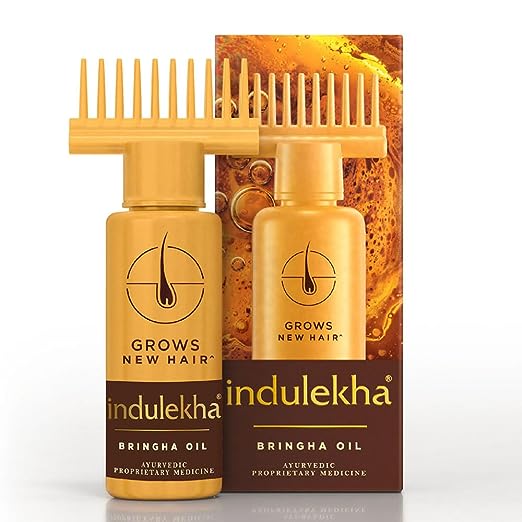 GROWS
NEW HAIR^
indulekha®
BRINGHA OIL
AYURVEDIC
PROPRIETARY MEDICINE
GROWS
NEW HAIR^
indulekha®
BRINGHA OIL
AYURVEDIC
PROPRIETARY MEDICINE